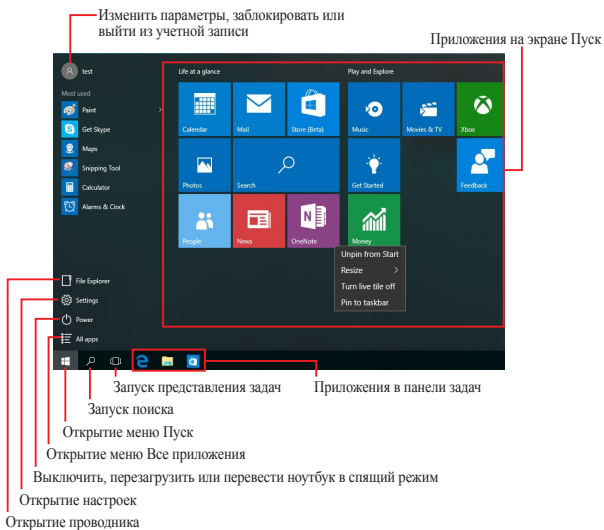 Изменить параметры, заблокировать или
выйти из учетной записи
Приложения на экране Пуск
test
Life at a glance
Play and Explore
Most used
Paint
Get Skype
Maps
Snipping Tool
Calculator
Alarms & Clock
Calendar
Mail
Store (Beta)
Music
Movies & TV
Xbox
Photos
Search
Get Started
Feedback
People
News
OneNote
Money
Unpin from Start
Resize
Turn live tile off
Pin to taskbar
File Explorer
Settings
Power
All apps
Запуск представления задач
Приложения в панели задач
Запуск поиска
Открытие меню Пуск
Открытие меню Все приложения
Выключить, перезагрузить или перевести ноутбук в спящий режим
Открытие настроек
Открытие проводника